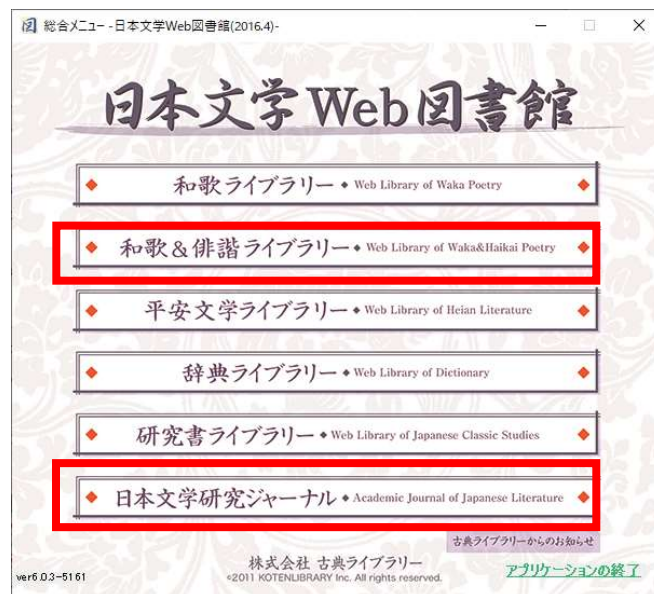 総合メニュー -日本文学Web図書館(2016.4)-
日本文学Web図書館
和歌ライブラリー ◆ Web Library of Waka Poetry
和歌&俳諧ライブラリー ◆ Web Library of Waka&Haikai Poetry
平安文学ライブラリー ◆ Web Library of Heian Literature
辞典ライブラリー ◆ Web Library of Dictionary
研究書ライブラリー ◆ Web Library of Japanese Classic Studies
日本文学研究ジャーナル ◆ Academic Journal of Japanese Literature
古典ライブラリーからのお知らせ
株式会社 古典ライブラリー
ver6.0.3-5161
©2011 KOTENLIBRARY Inc. All rights reserved.
アプリケーションの終了